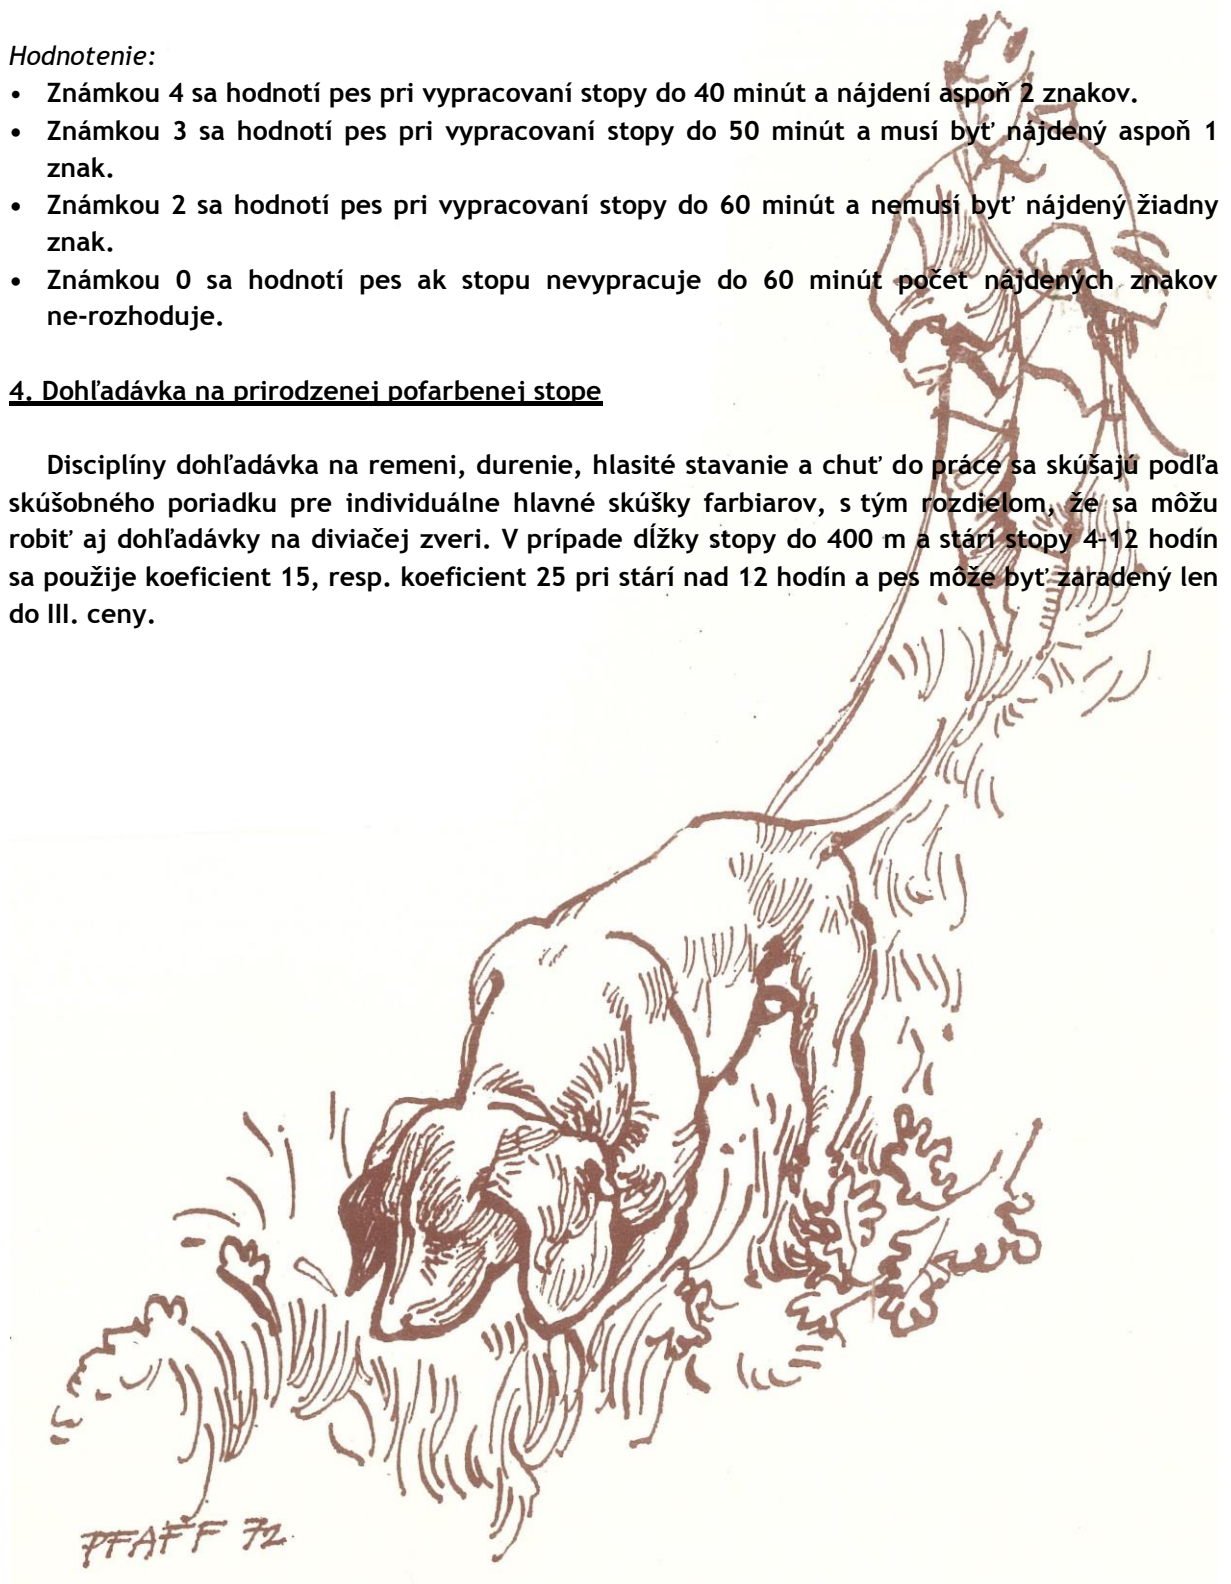 Hodnotenie:
• Známkou 4 sa hodnotí pes pri vypracovaní stopy do 40 minút a nájdení aspoň 2 znakov.
• Známkou 3 sa hodnotí pes pri vypracovaní stopy do 50 minút a musí byť nájdený aspoň 1
znak.
• Známkou 2 sa hodnotí pes pri vypracovaní stopy do 60 minút a nemusí byť nájdený žiadny
znak.
• Známkou 0 sa hodnotí pes ak stopu nevypracuje do 60 minút počet nájdených znakov
ne-rozhoduje.
4. Dohľadávka na prirodzenej pofarbenej stope
Disciplíny dohľadávka na remeni, durenie, hlasité stavanie a chuť do práce sa skúšajú podľa
skúšobného poriadku pre individuálne hlavné skúšky farbiarov, s tým rozdielom, že sa môžu
robiť aj dohľadávky na diviačej zveri. V prípade dĺžky stopy do 400 m a stárí stopy 4-12 hodín
sa použije koeficient 15, resp. koeficient 25 pri stárí nad 12 hodín a pes môže byť zaradený len
do III. ceny.
PFAFF 72